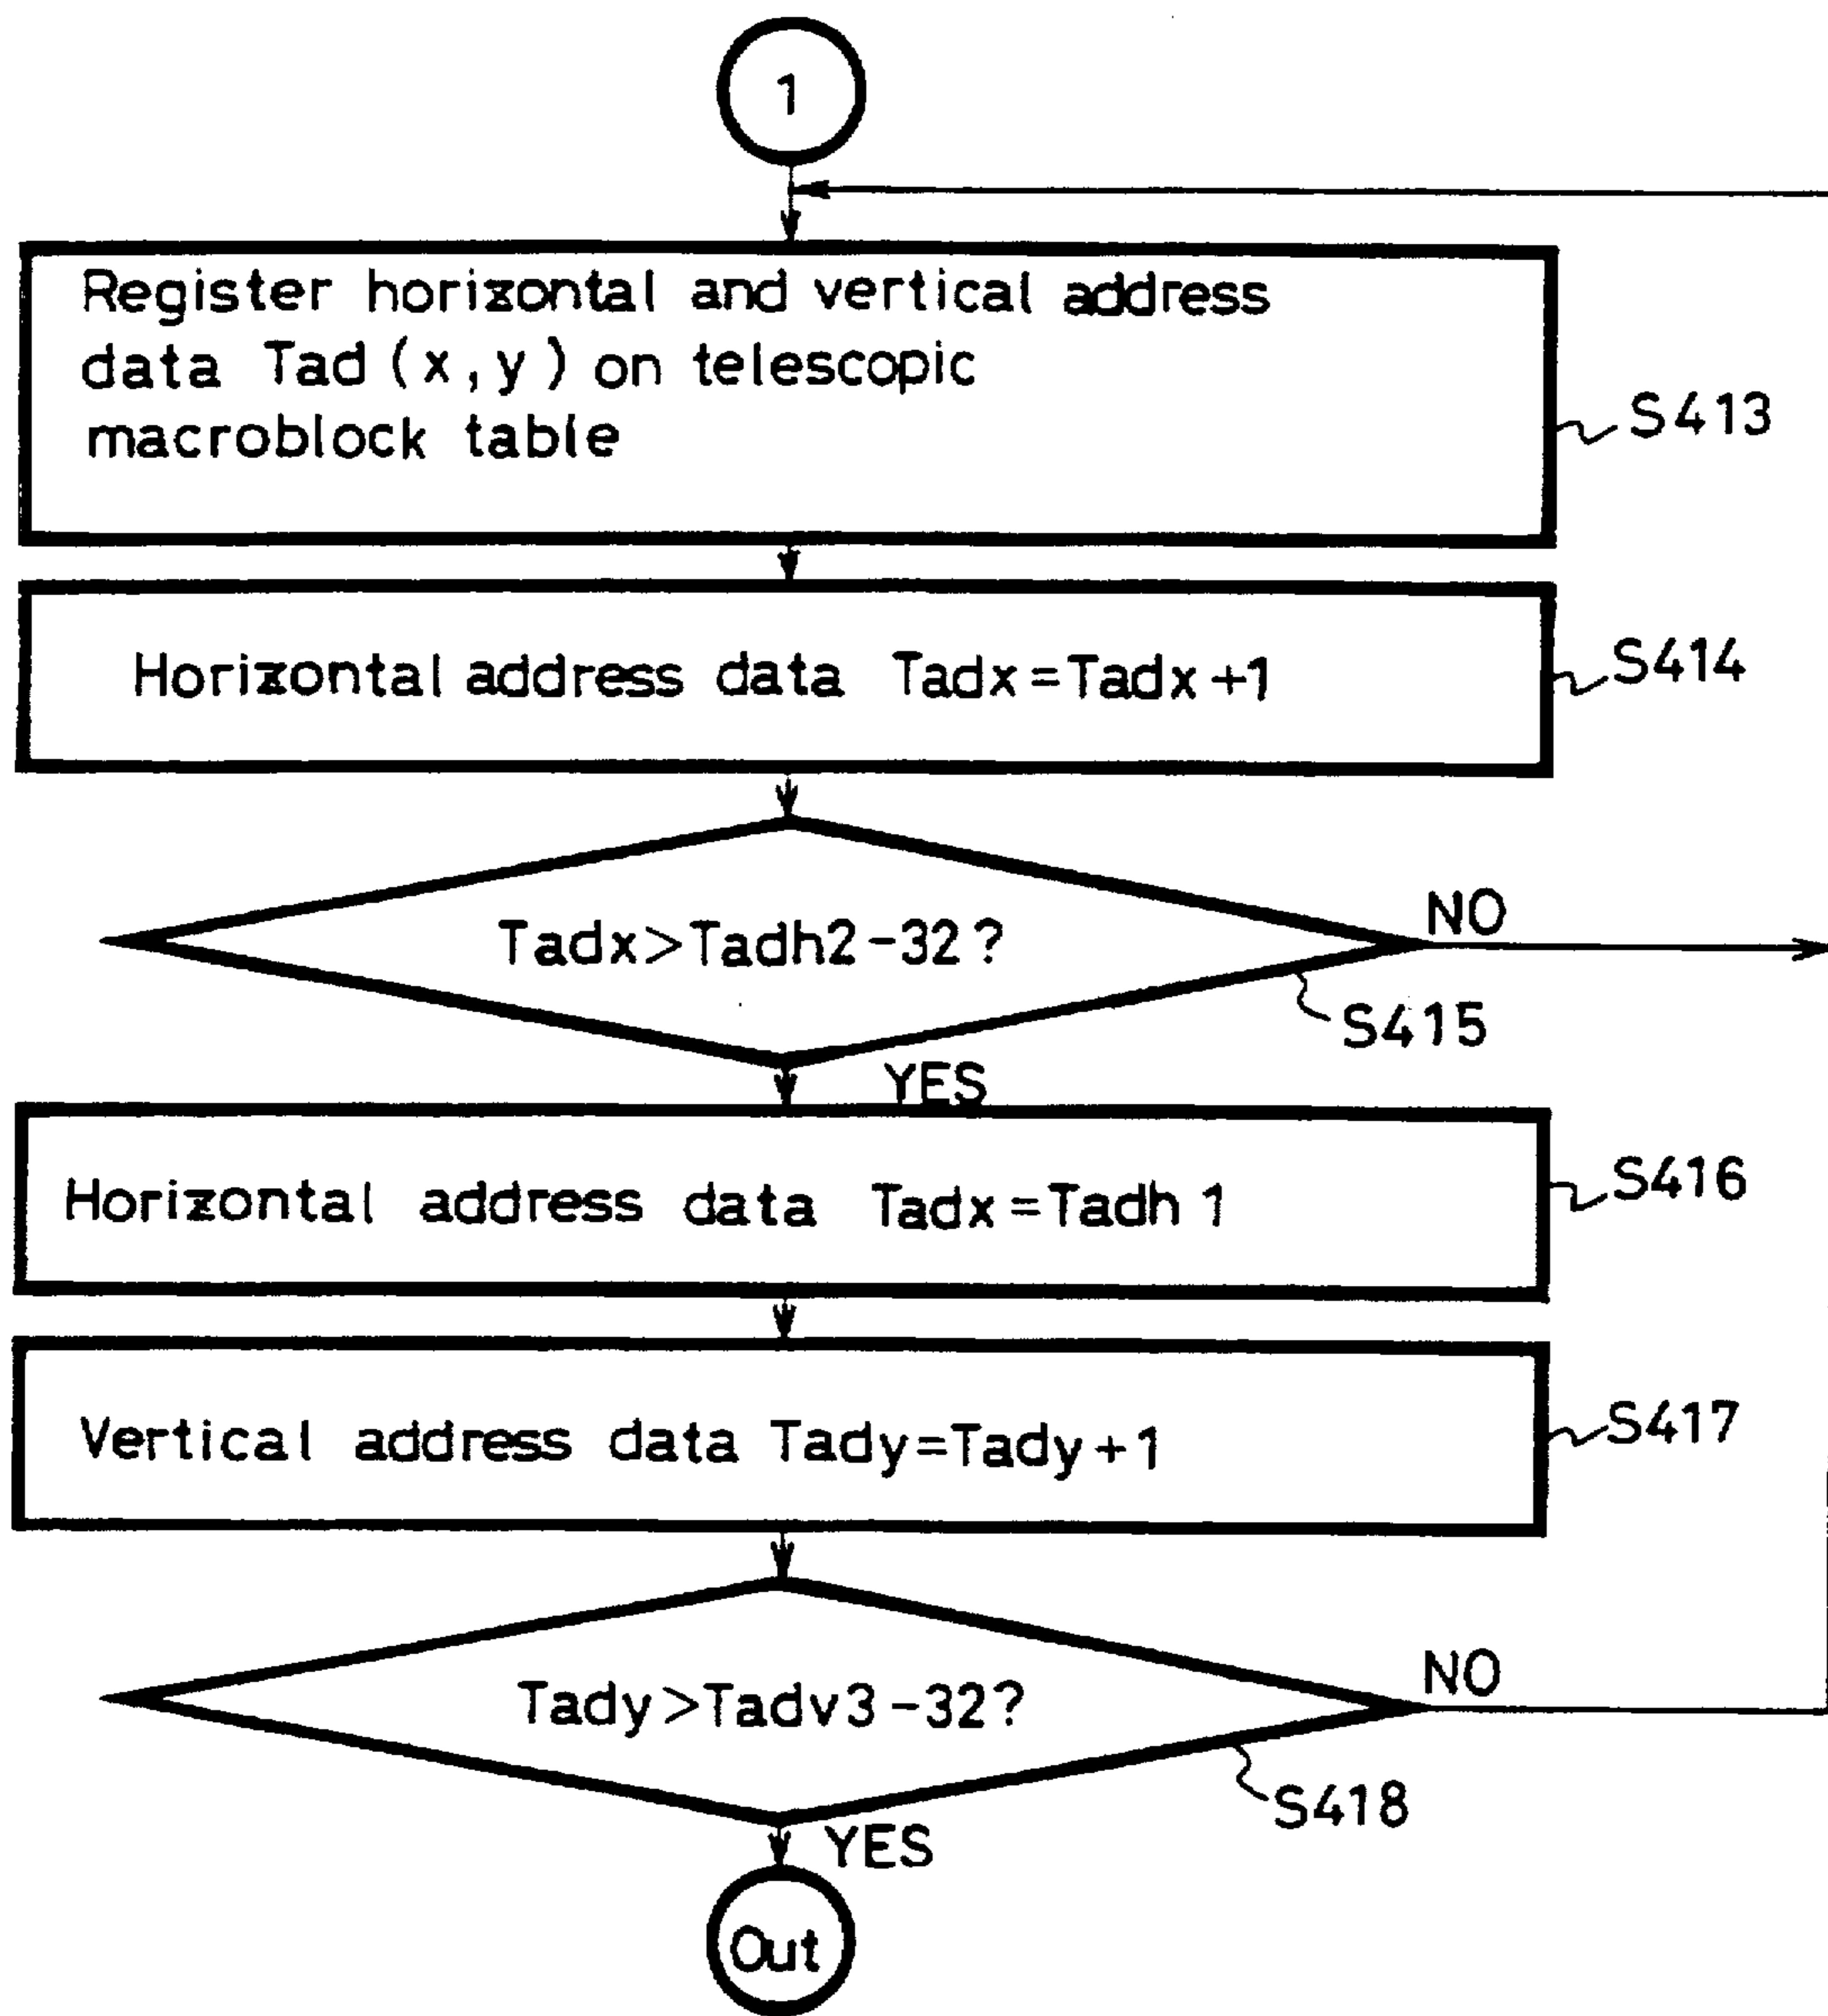 1
Register horizontal and vertical address
data Tad (x,y) on telescopic
macroblock table
S413
Horizontal address data Tadx=Tadx+1
S414
Tadx>Tadh2-32?
NO
S415
YES
Horizontal address data Tadx=Tadh1
S416
Vertical address data Tady=Tady+1
S417
Tady>Tadv3-32?
NO
S418
YES
Out